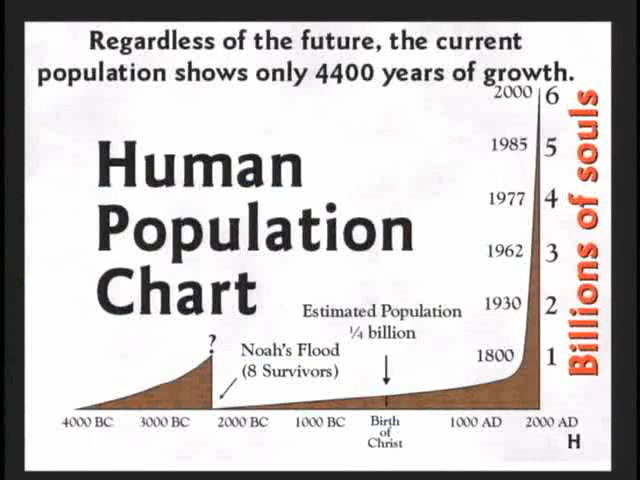 Regardless of the future, the current
population shows only 4400 years of growth.
Human
Population
Chart
2000 6
1985 5
1977 4
1962 3
1930 2
1800 1
Billions of souls
Estimated Population
¼ billion
?
Noah's Flood
(8 Survivors)
4000 BC 3000 BC 2000 BC 1000 BC Birth 1000 AD 2000 AD
of
Christ
H